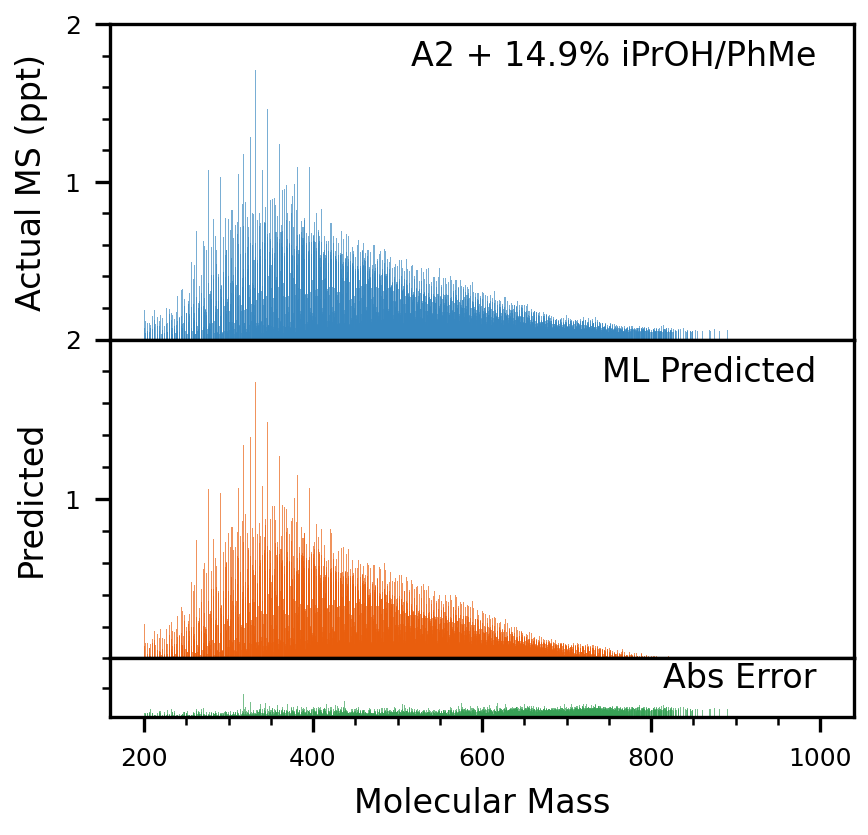 2
A2 + 14.9% iPrOH/PhMe
Actual MS (ppt)
1
2
ML Predicted
Predicted
1
Abs Error
200 400 600 800 1000
Molecular Mass